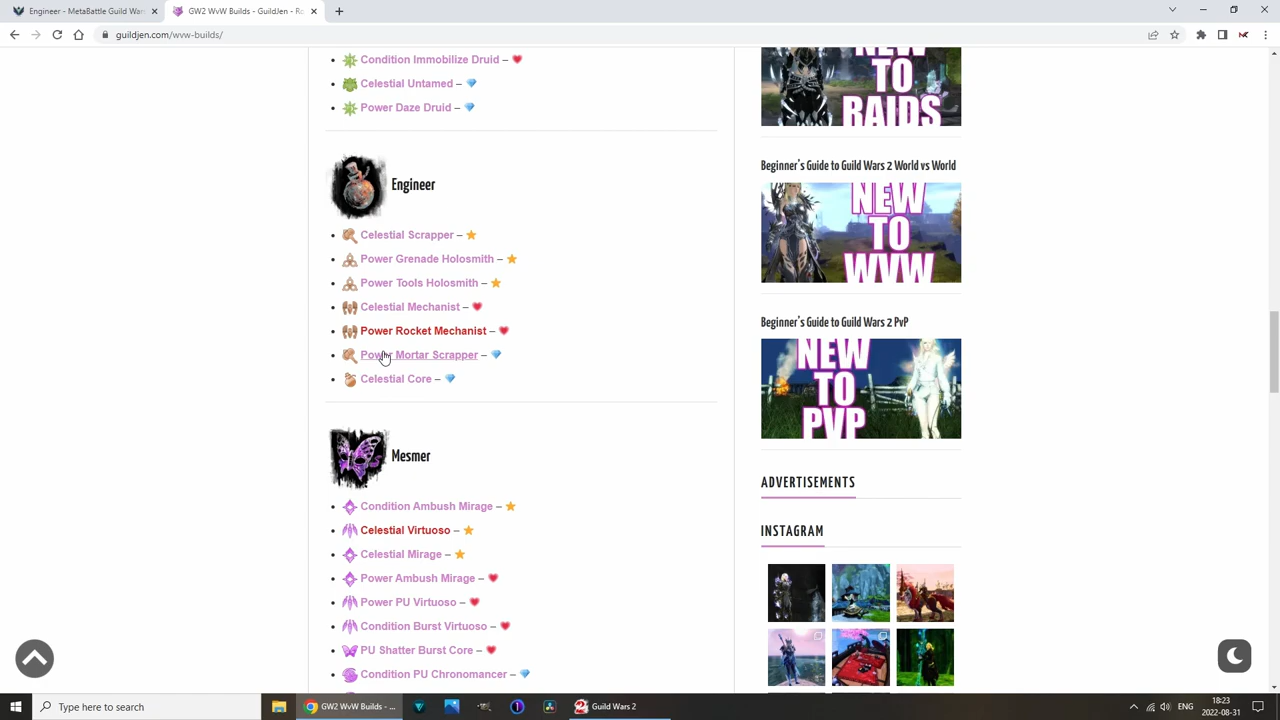 Engineer - MetaBattle Guild War
GW2 WvW Builds - GuildJen - Ro
guildjen.com/wvw-builds/
Condition Immobilize Druid –
Celestial Untamed –
Power Daze Druid –
Engineer
Celestial Scrapper –
Power Grenade Holosmith –
Power Tools Holosmith –
Celestial Mechanist –
Power Rocket Mechanist –
Power Mortar Scrapper –
Celestial Core –
Mesmer
Condition Ambush Mirage –
Celestial Virtuoso –
Celestial Mirage –
Power Ambush Mirage –
Power PU Virtuoso –
Condition Burst Virtuoso –
PU Shatter Burst Core –
Condition PU Chronomancer –
NEW
TO
RAIDS
Beginner's Guide to Guild Wars 2 World vs World
NEW
TO
WVW
Beginner's Guide to Guild Wars 2 PvP
NEW
TO
PVP
ADVERTISEMENTS
INSTAGRAM
Type here to search
GW2 WvW Builds - ...
Guild Wars 2
ENG
18:23
2022-08-31